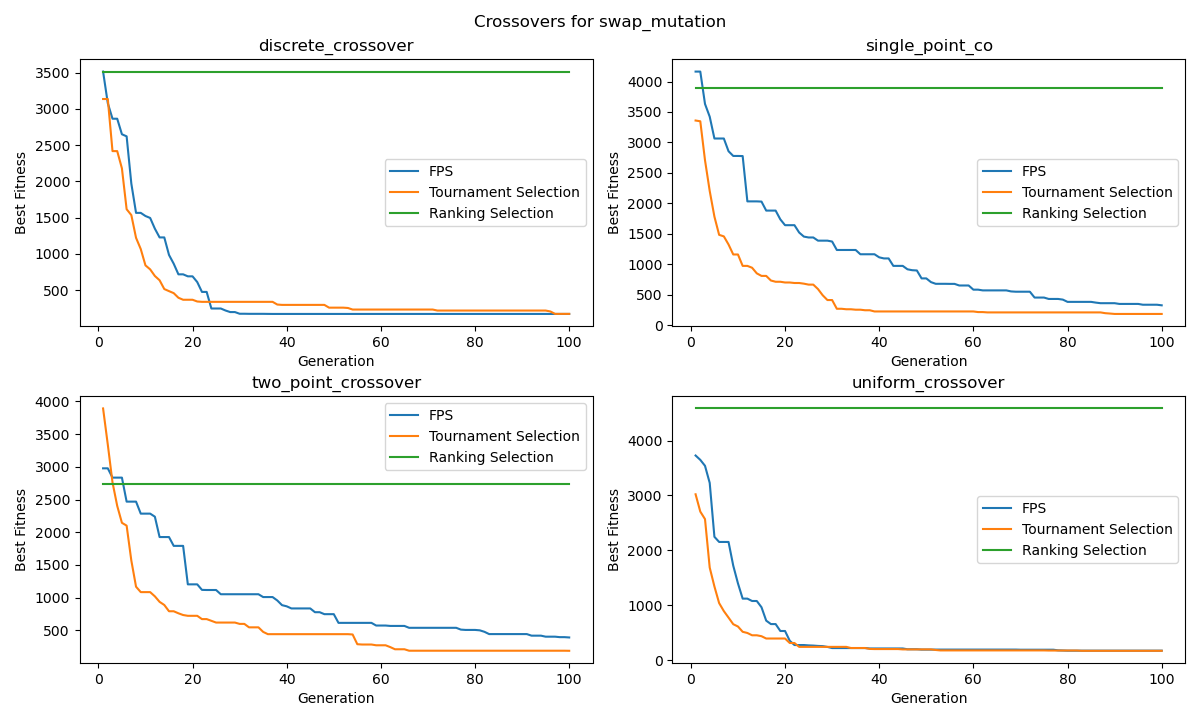 Crossovers for swap_mutation
discrete_crossover
Best Fitness
3500
3000
2500
2000
1500
1000
500
FPS
Tournament Selection
Ranking Selection
0
20
40
60
80
100
Generation
single_point_co
Best Fitness
4000
3500
3000
2500
2000
1500
1000
500
0
FPS
Tournament Selection
Ranking Selection
0
20
40
60
80
100
Generation
two_point_crossover
Best Fitness
4000
3500
3000
2500
2000
1500
1000
500
FPS
Tournament Selection
Ranking Selection
0
20
40
60
80
100
Generation
uniform_crossover
Best Fitness
4000
3000
2000
1000
0
FPS
Tournament Selection
Ranking Selection
0
20
40
60
80
100
Generation